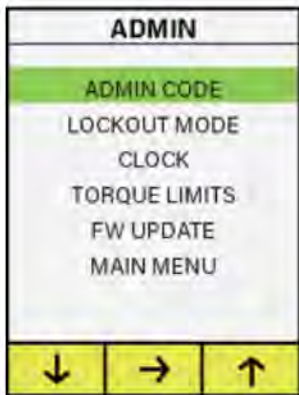 ADMIN
ADMIN CODE
LOCKOUT MODE
CLOCK
TORQUE LIMITS
FW UPDATE
MAIN MENU
↓ → ↑